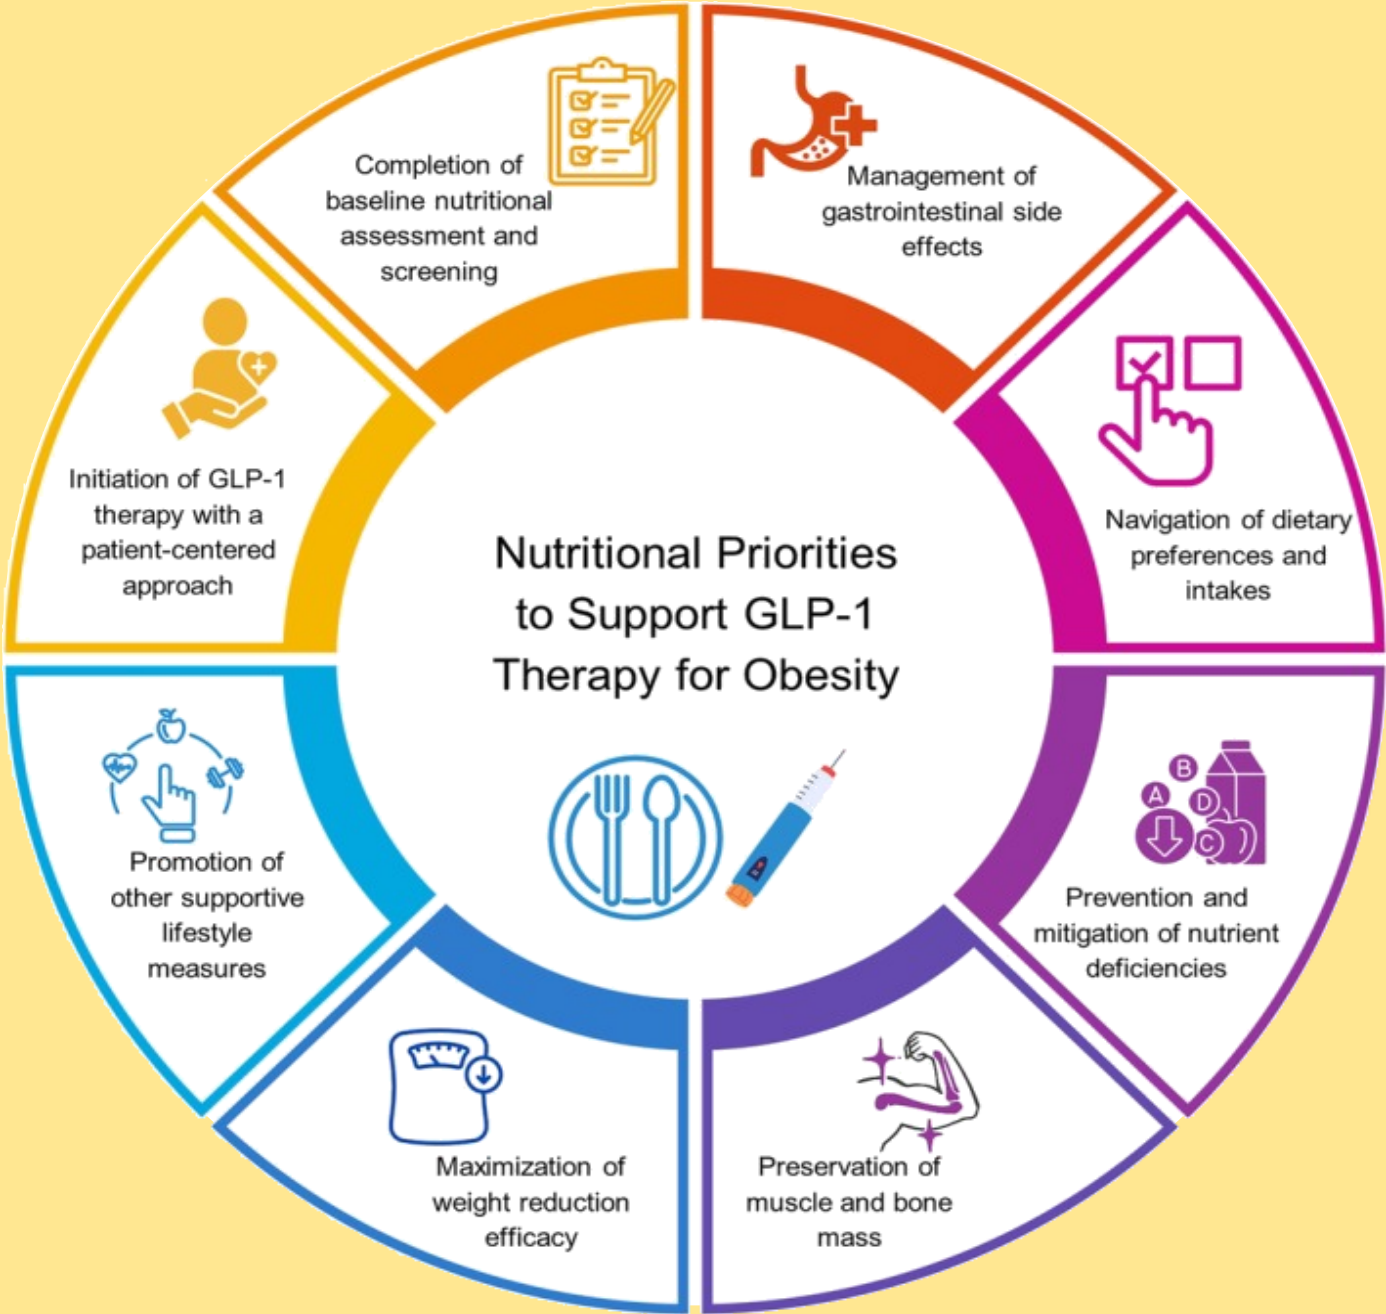 Nutritional Priorities
to Support GLP-1
Therapy for Obesity
Initiation of GLP-1
therapy with a
patient-centered
approach
Completion of
baseline nutritional
assessment and
screening
Management of
gastrointestinal side
effects
Navigation of dietary
preferences and
intakes
B
A
D
C
Prevention and
mitigation of nutrient
deficiencies
Preservation of
muscle and bone
mass
Maximization of
weight reduction
efficacy
Promotion of
other supportive
lifestyle
measures